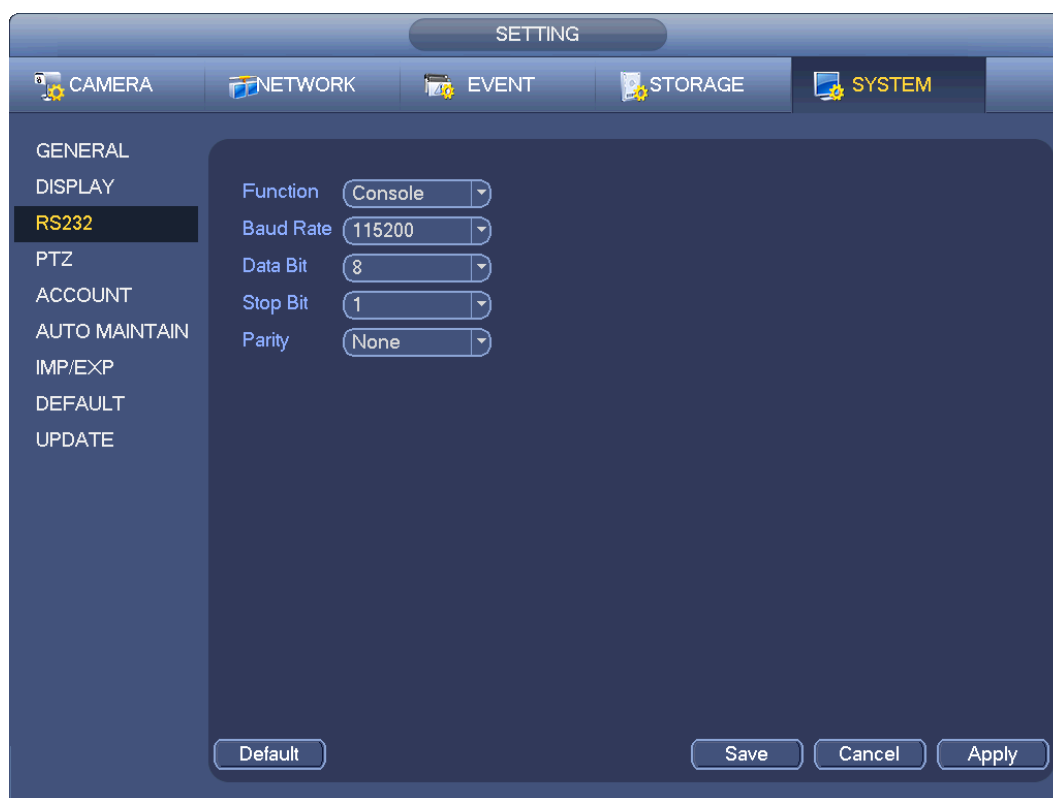 SETTING
CAMERA NETWORK EVENT STORAGE SYSTEM
GENERAL
DISPLAY
RS232
PTZ
ACCOUNT
AUTO MAINTAIN
IMP/EXP
DEFAULT
UPDATE
Function Console
Baud Rate 115200
Data Bit 8
Stop Bit 1
Parity None
Default Save Cancel Apply